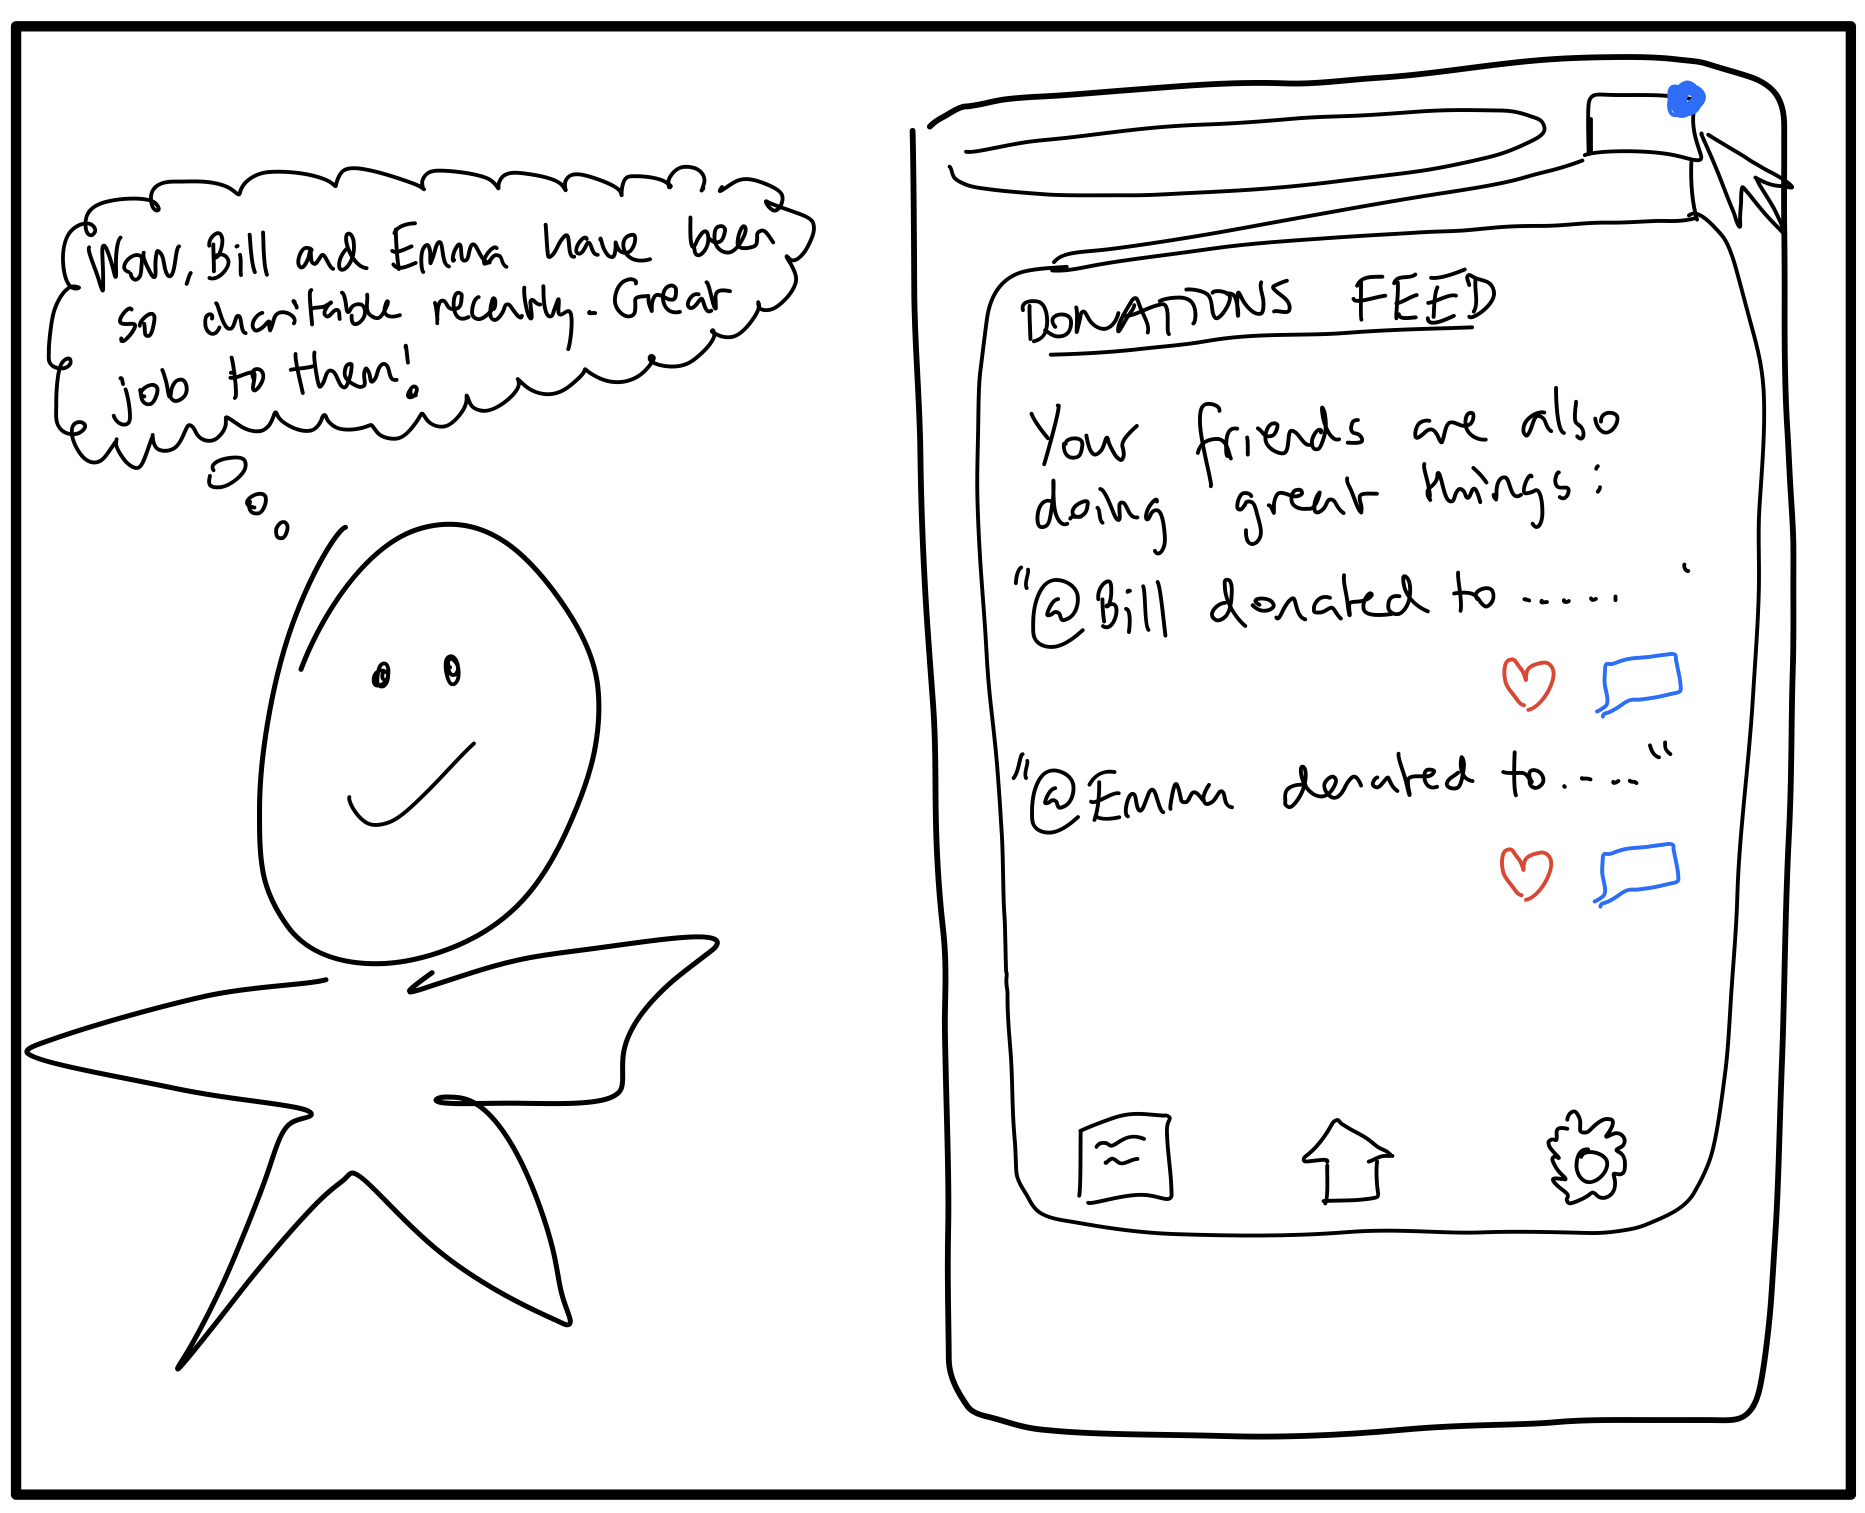 Wow, Bill and Emma have been
so charitable recently. Great
job to them!
DONATIONS FEED
Your friends are also
doing great things:
"@Bill donated to ..... '
"@Emma donated to ...."